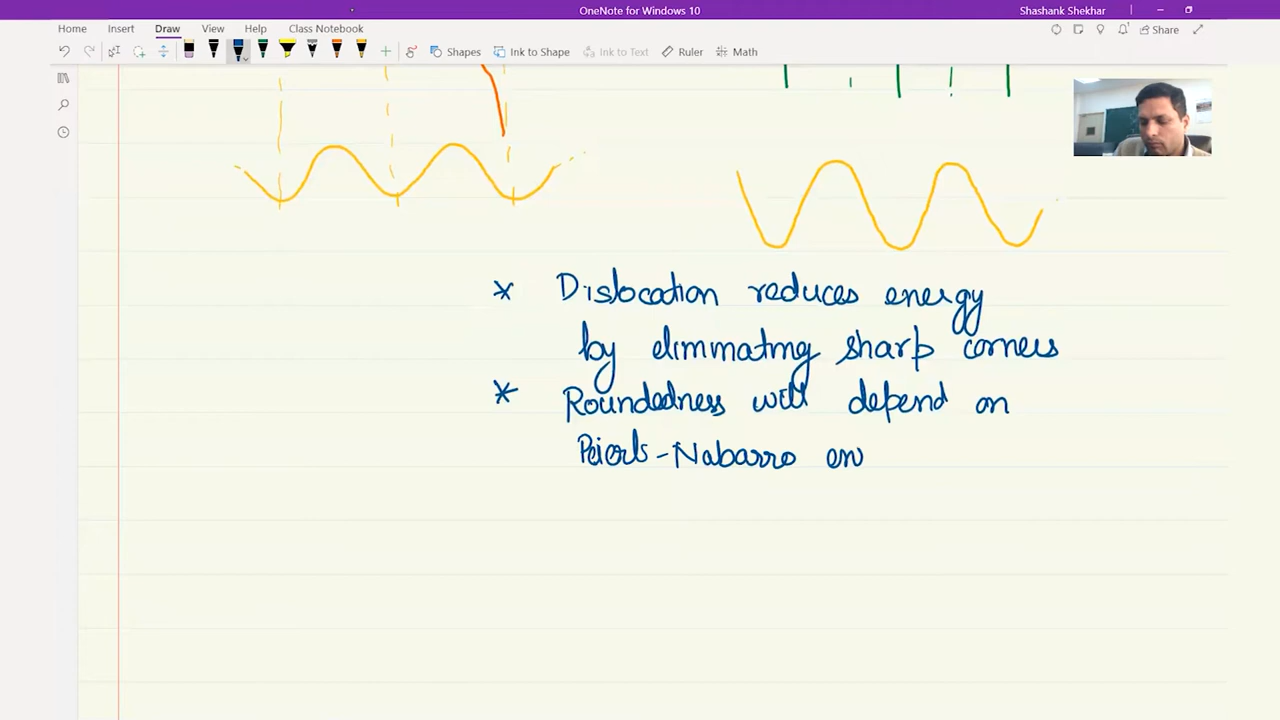 OneNote for Windows 10
Shashank Shekhar
Home Insert Draw View Help Class Notebook
Share
Shapes Ink to Shape Ink to Text Ruler Math
* Dislocation reduces energy
by eliminating sharp corners
* Roundedness will depend on
Peierls-Nabarro en